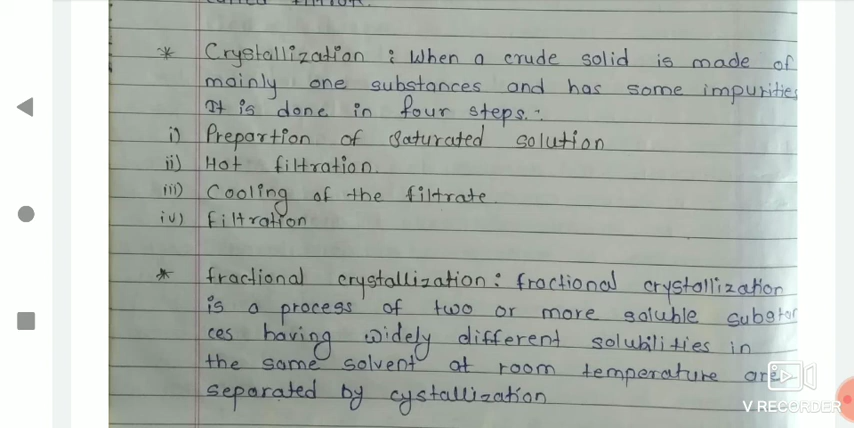 * Crystallization : When a crude solid is made of
mainly one substances and has some impurities
It is done in four steps.:
i) Preportion of saturated solution
ii) Hot filtration.
iii) Cooling of the filtrate.
iv) filtration
* fractional crystallization: fractional crystallization
is a process of two or more soluble substan
ces having widely different solubilities in
the same solvent at room temperature are
separated by cystallization
V RECORDER